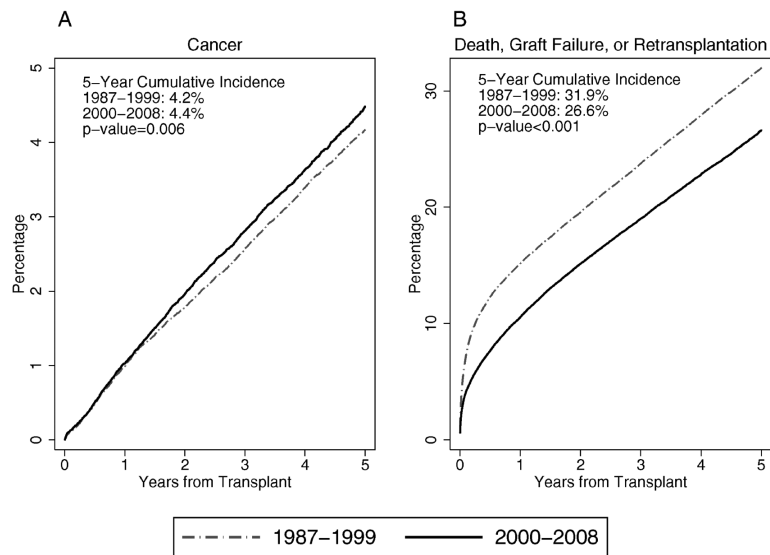 A
Cancer
5−Year Cumulative Incidence
1987−1999: 4.2%
2000−2008: 4.4%
p−value=0.006
Percentage
5
4
3
2
1
0
0 1 2 3 4 5
Years from Transplant
B
Death, Graft Failure, or Retransplantation
5−Year Cumulative Incidence
1987−1999: 31.9%
2000−2008: 26.6%
p−value<0.001
Percentage
30
20
10
0
0 1 2 3 4 5
Years from Transplant
1987−1999 2000−2008